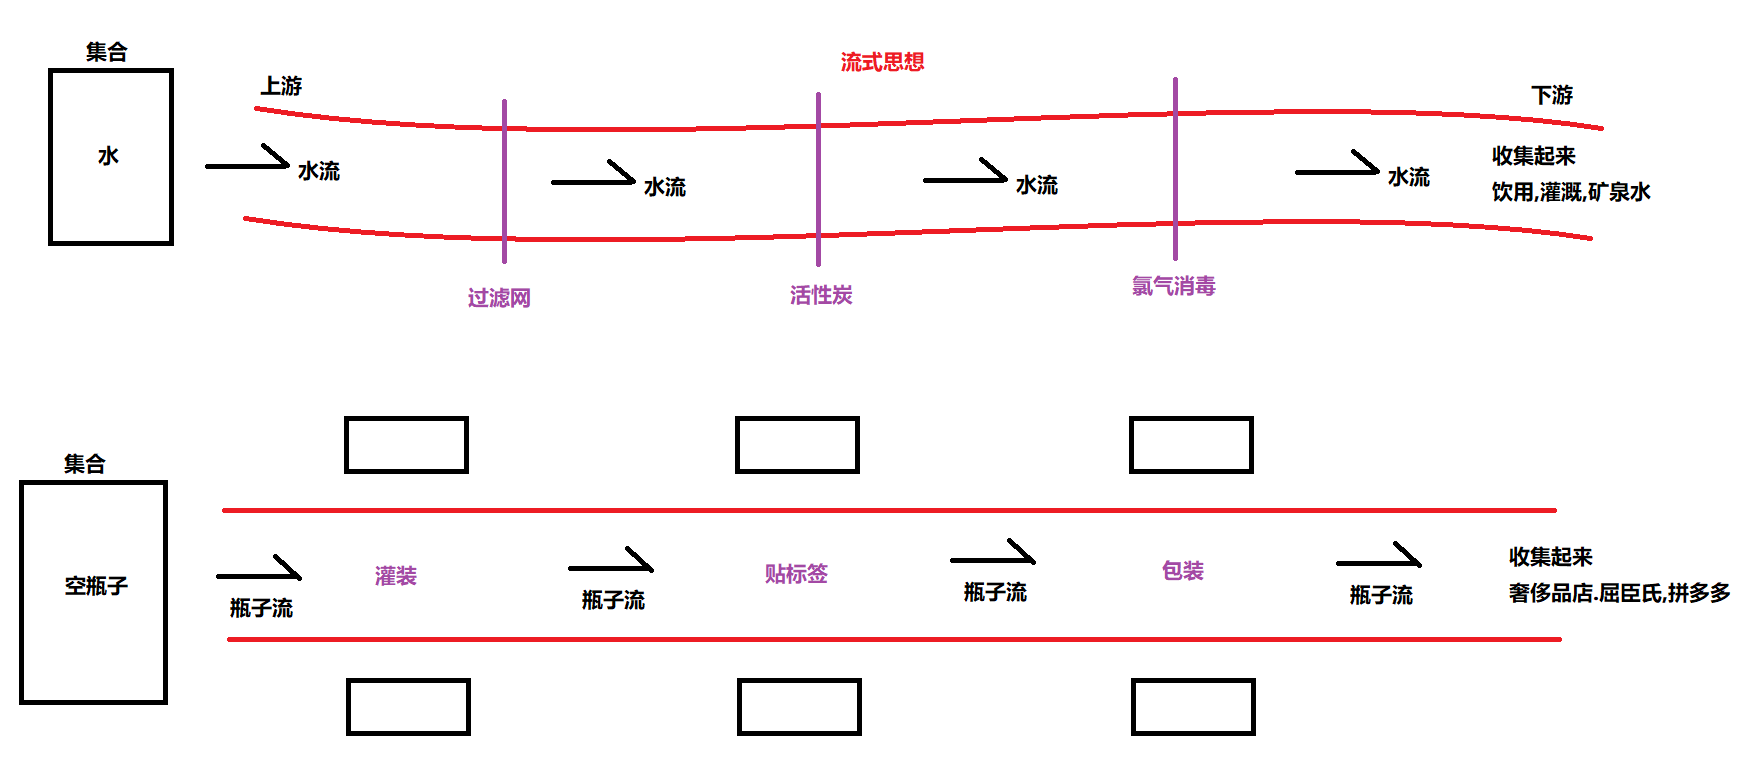 集合
流式思想
上游
下游
水
水流
水流
水流
水流
收集起来
饮用,灌溉,矿泉水
过滤网
活性炭
氯气消毒
集合
空瓶子
瓶子流
灌装
瓶子流
贴标签
瓶子流
包装
瓶子流
收集起来
奢侈品店.屈臣氏,拼多多